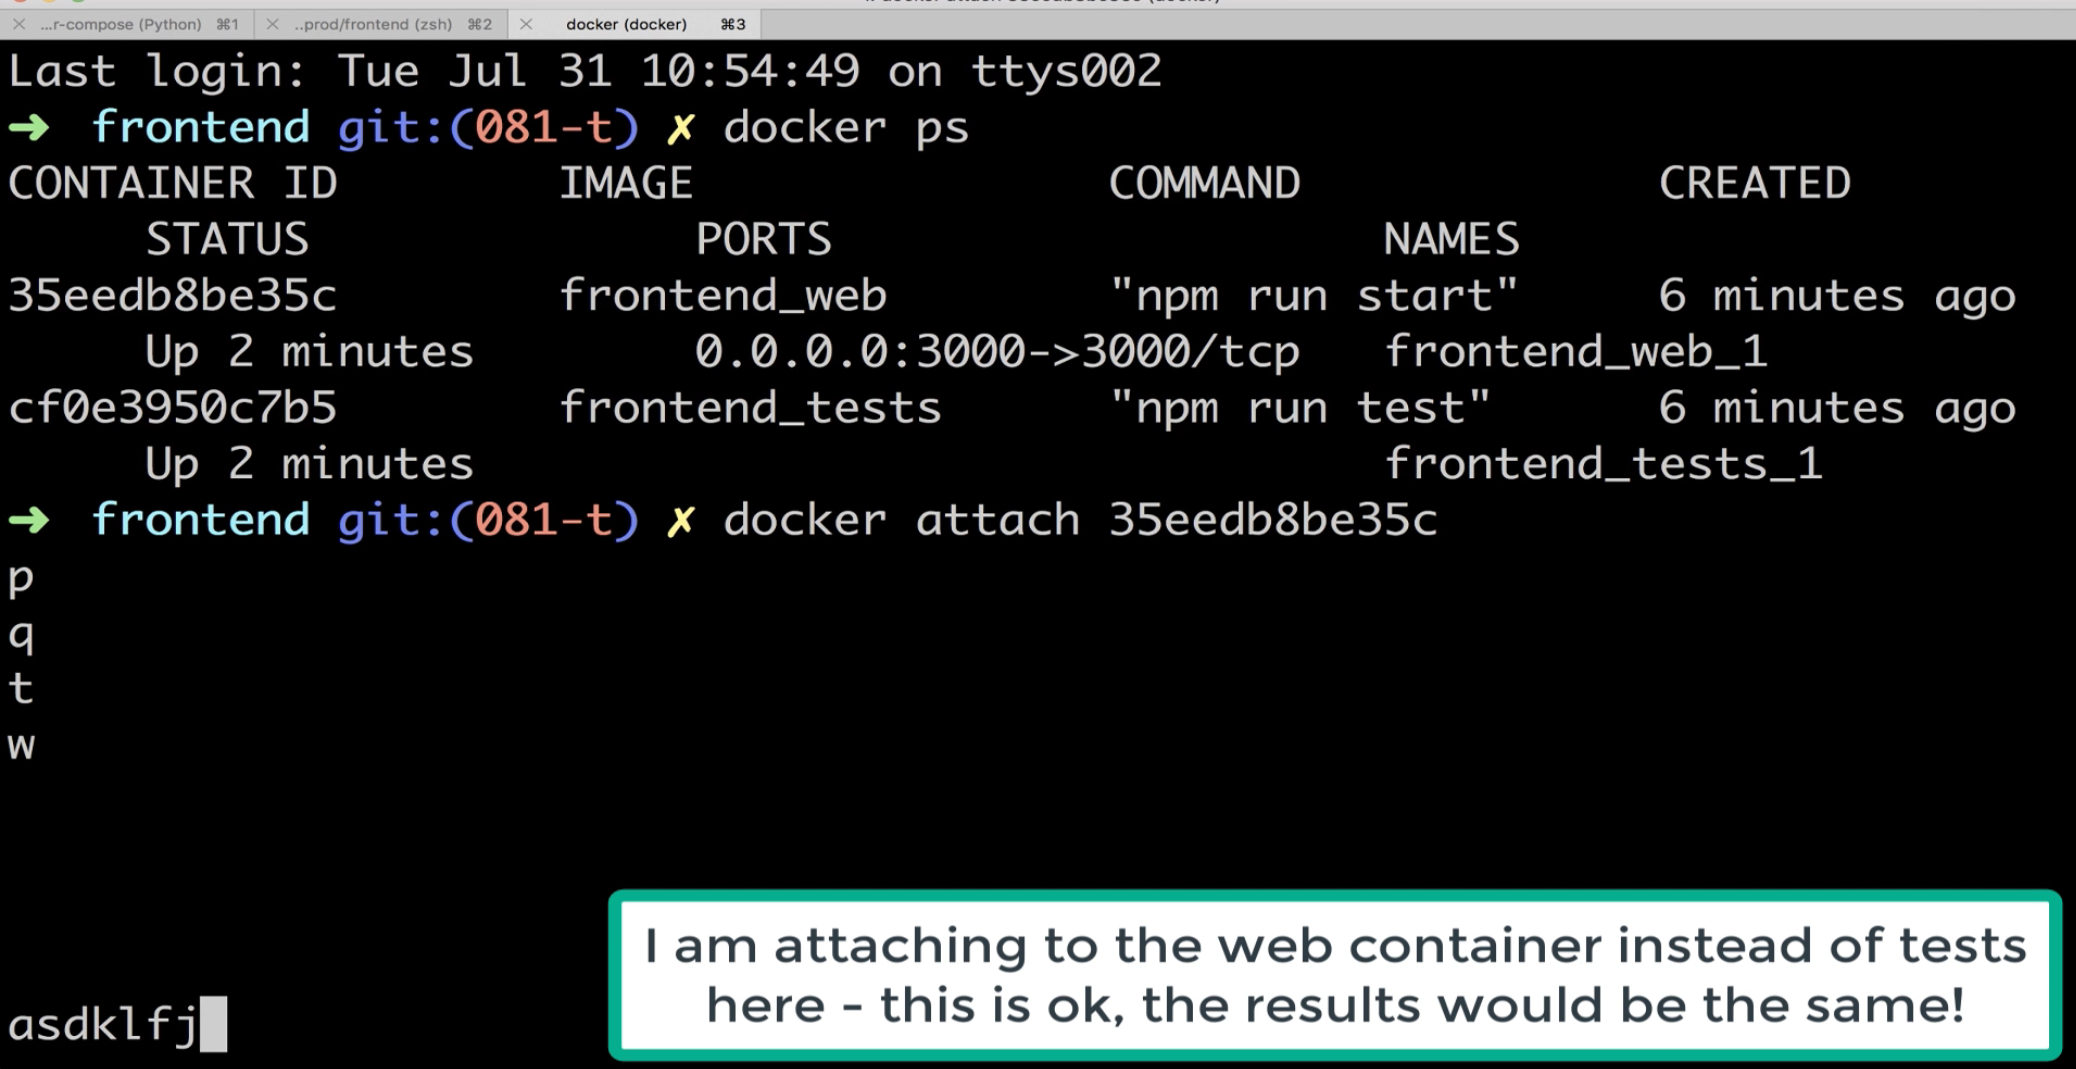 ...r-compose (Python) ⌘1 ..prod/frontend (zsh) ⌘2 docker (docker) ⌘3
Last login: Tue Jul 31 10:54:49 on ttys002
➜ frontend git:(081-t) ✗ docker ps
CONTAINER ID IMAGE COMMAND CREATED
STATUS PORTS NAMES
35eedb8be35c frontend_web "npm run start" 6 minutes ago
Up 2 minutes 0.0.0.0:3000->3000/tcp frontend_web_1
cf0e3950c7b5 frontend_tests "npm run test" 6 minutes ago
Up 2 minutes frontend_tests_1
➜ frontend git:(081-t) ✗ docker attach 35eedb8be35c
p
q
t
w
asdklfj
I am attaching to the web container instead of tests
here - this is ok, the results would be the same!